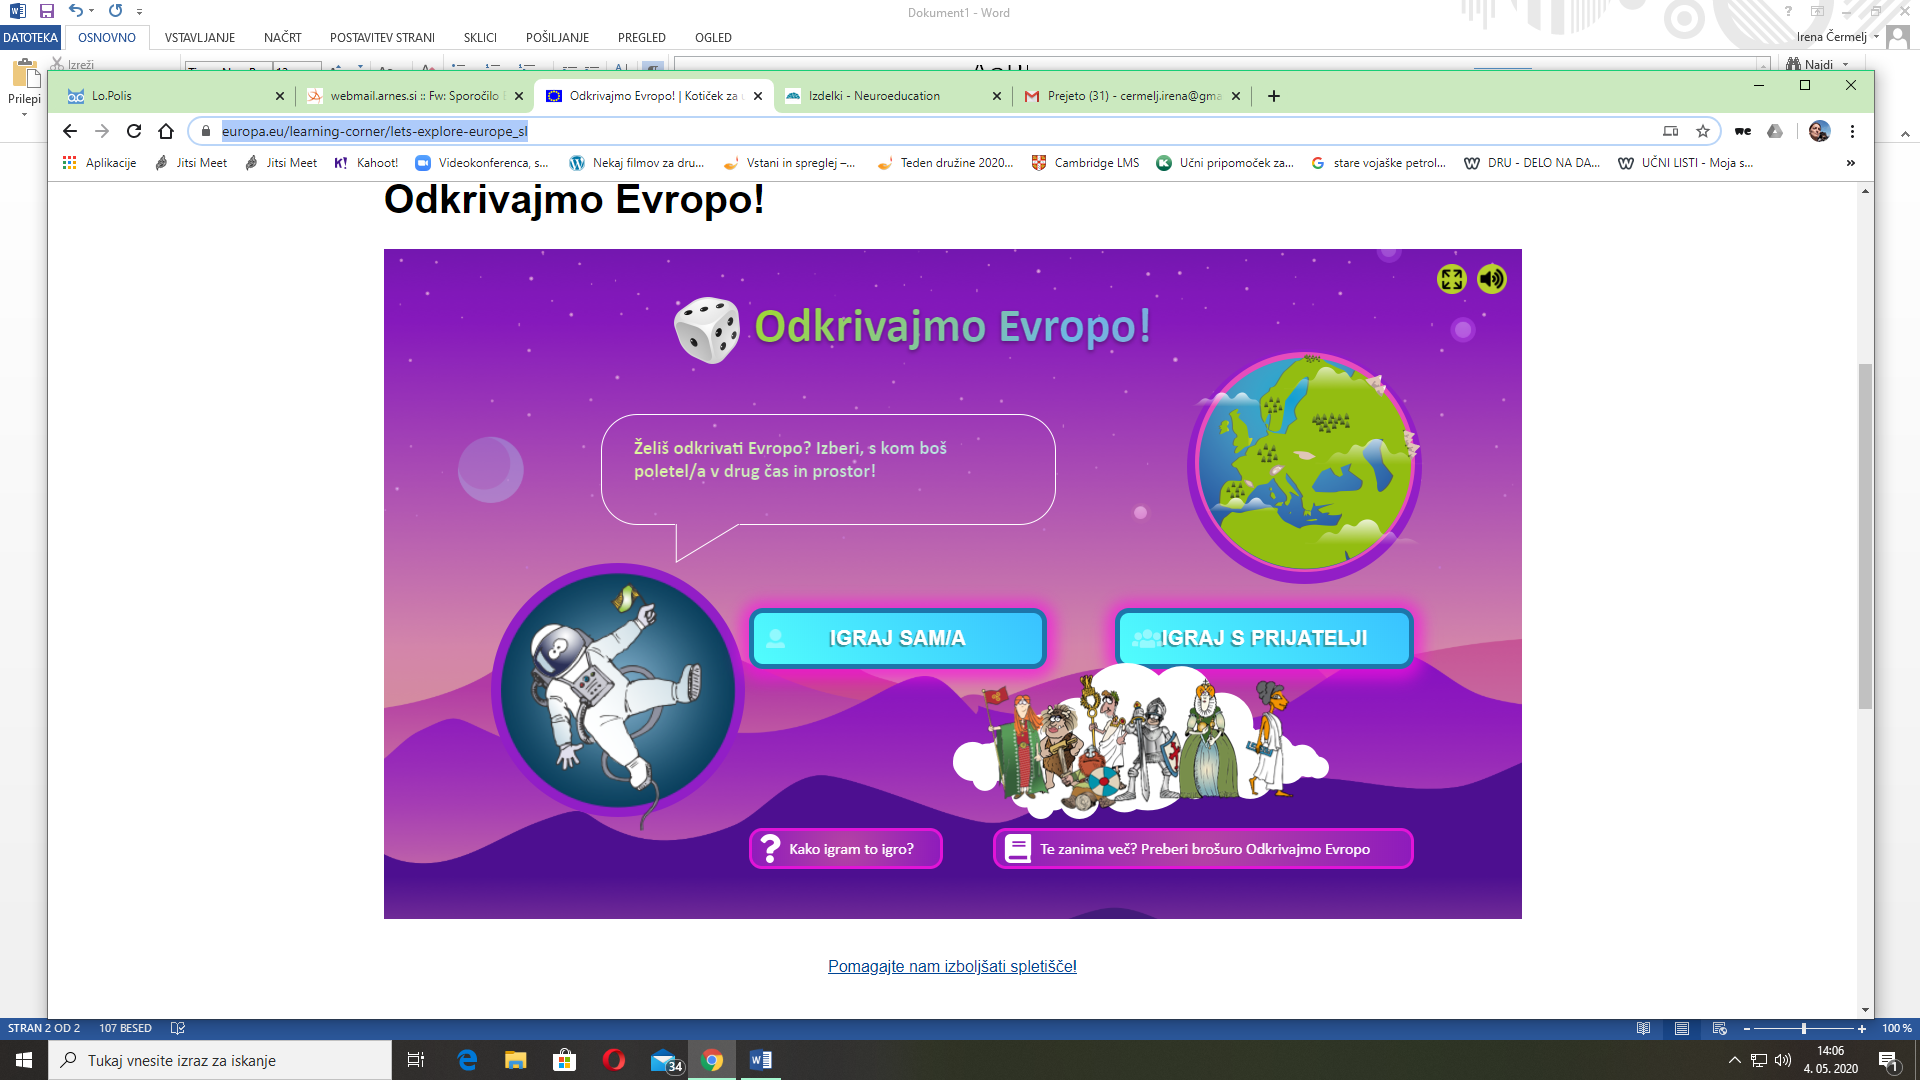 Dokument1 - Word
DATOTEKA OSNOVNO VSTAVLJANJE NAČRT POSTAVITEV STRANI SKLICI POŠILJANJE PREGLED OGLED
Irena Čermelj
Prilepi
Izreži
Najdi
Lo.Polis
webmail.arnes.si :: Fw: Sporočilo
Odkrivajmo Evropo! | Kotiček za
Izdelki - Neuroeducation
Prejeto (31) - cermelj.irena@gma
europa.eu/learning-corner/lets-explore-europe_sl
Aplikacije
Jitsi Meet
Jitsi Meet
Kahoot!
Videokonferenca, s...
Nekaj filmov za dru...
Vstani in spreglej –...
Teden družine 2020...
Cambridge LMS
Učni pripomoček za...
stare vojaške petrol...
DRU - DELO NA DA...
UČNI LISTI - Moja s...
Odkrivajmo Evropo!
Odkrivajmo Evropo!
Želiš odkrivati Evropo? Izberi, s kom boš
poletel/a v drug čas in prostor!
IGRAJ SAM/A
IGRAJ S PRIJATELJI
Kako igram to igro?
Te zanima več? Preberi brošuro Odkrivajmo Evropo
Pomagajte nam izboljšati spletišče!
STRAN 2 OD 2 107 BESED
100 %
Tukaj vnesite izraz za iskanje
34
14:06
4. 05. 2020
1